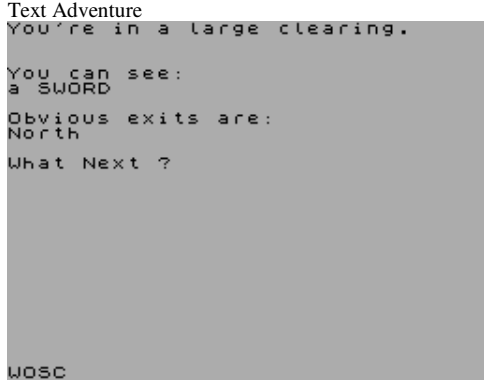 Text Adventure
You're in a large clearing.
You can see:
a SWORD
Obvious exits are:
North
What Next ?
WOSC